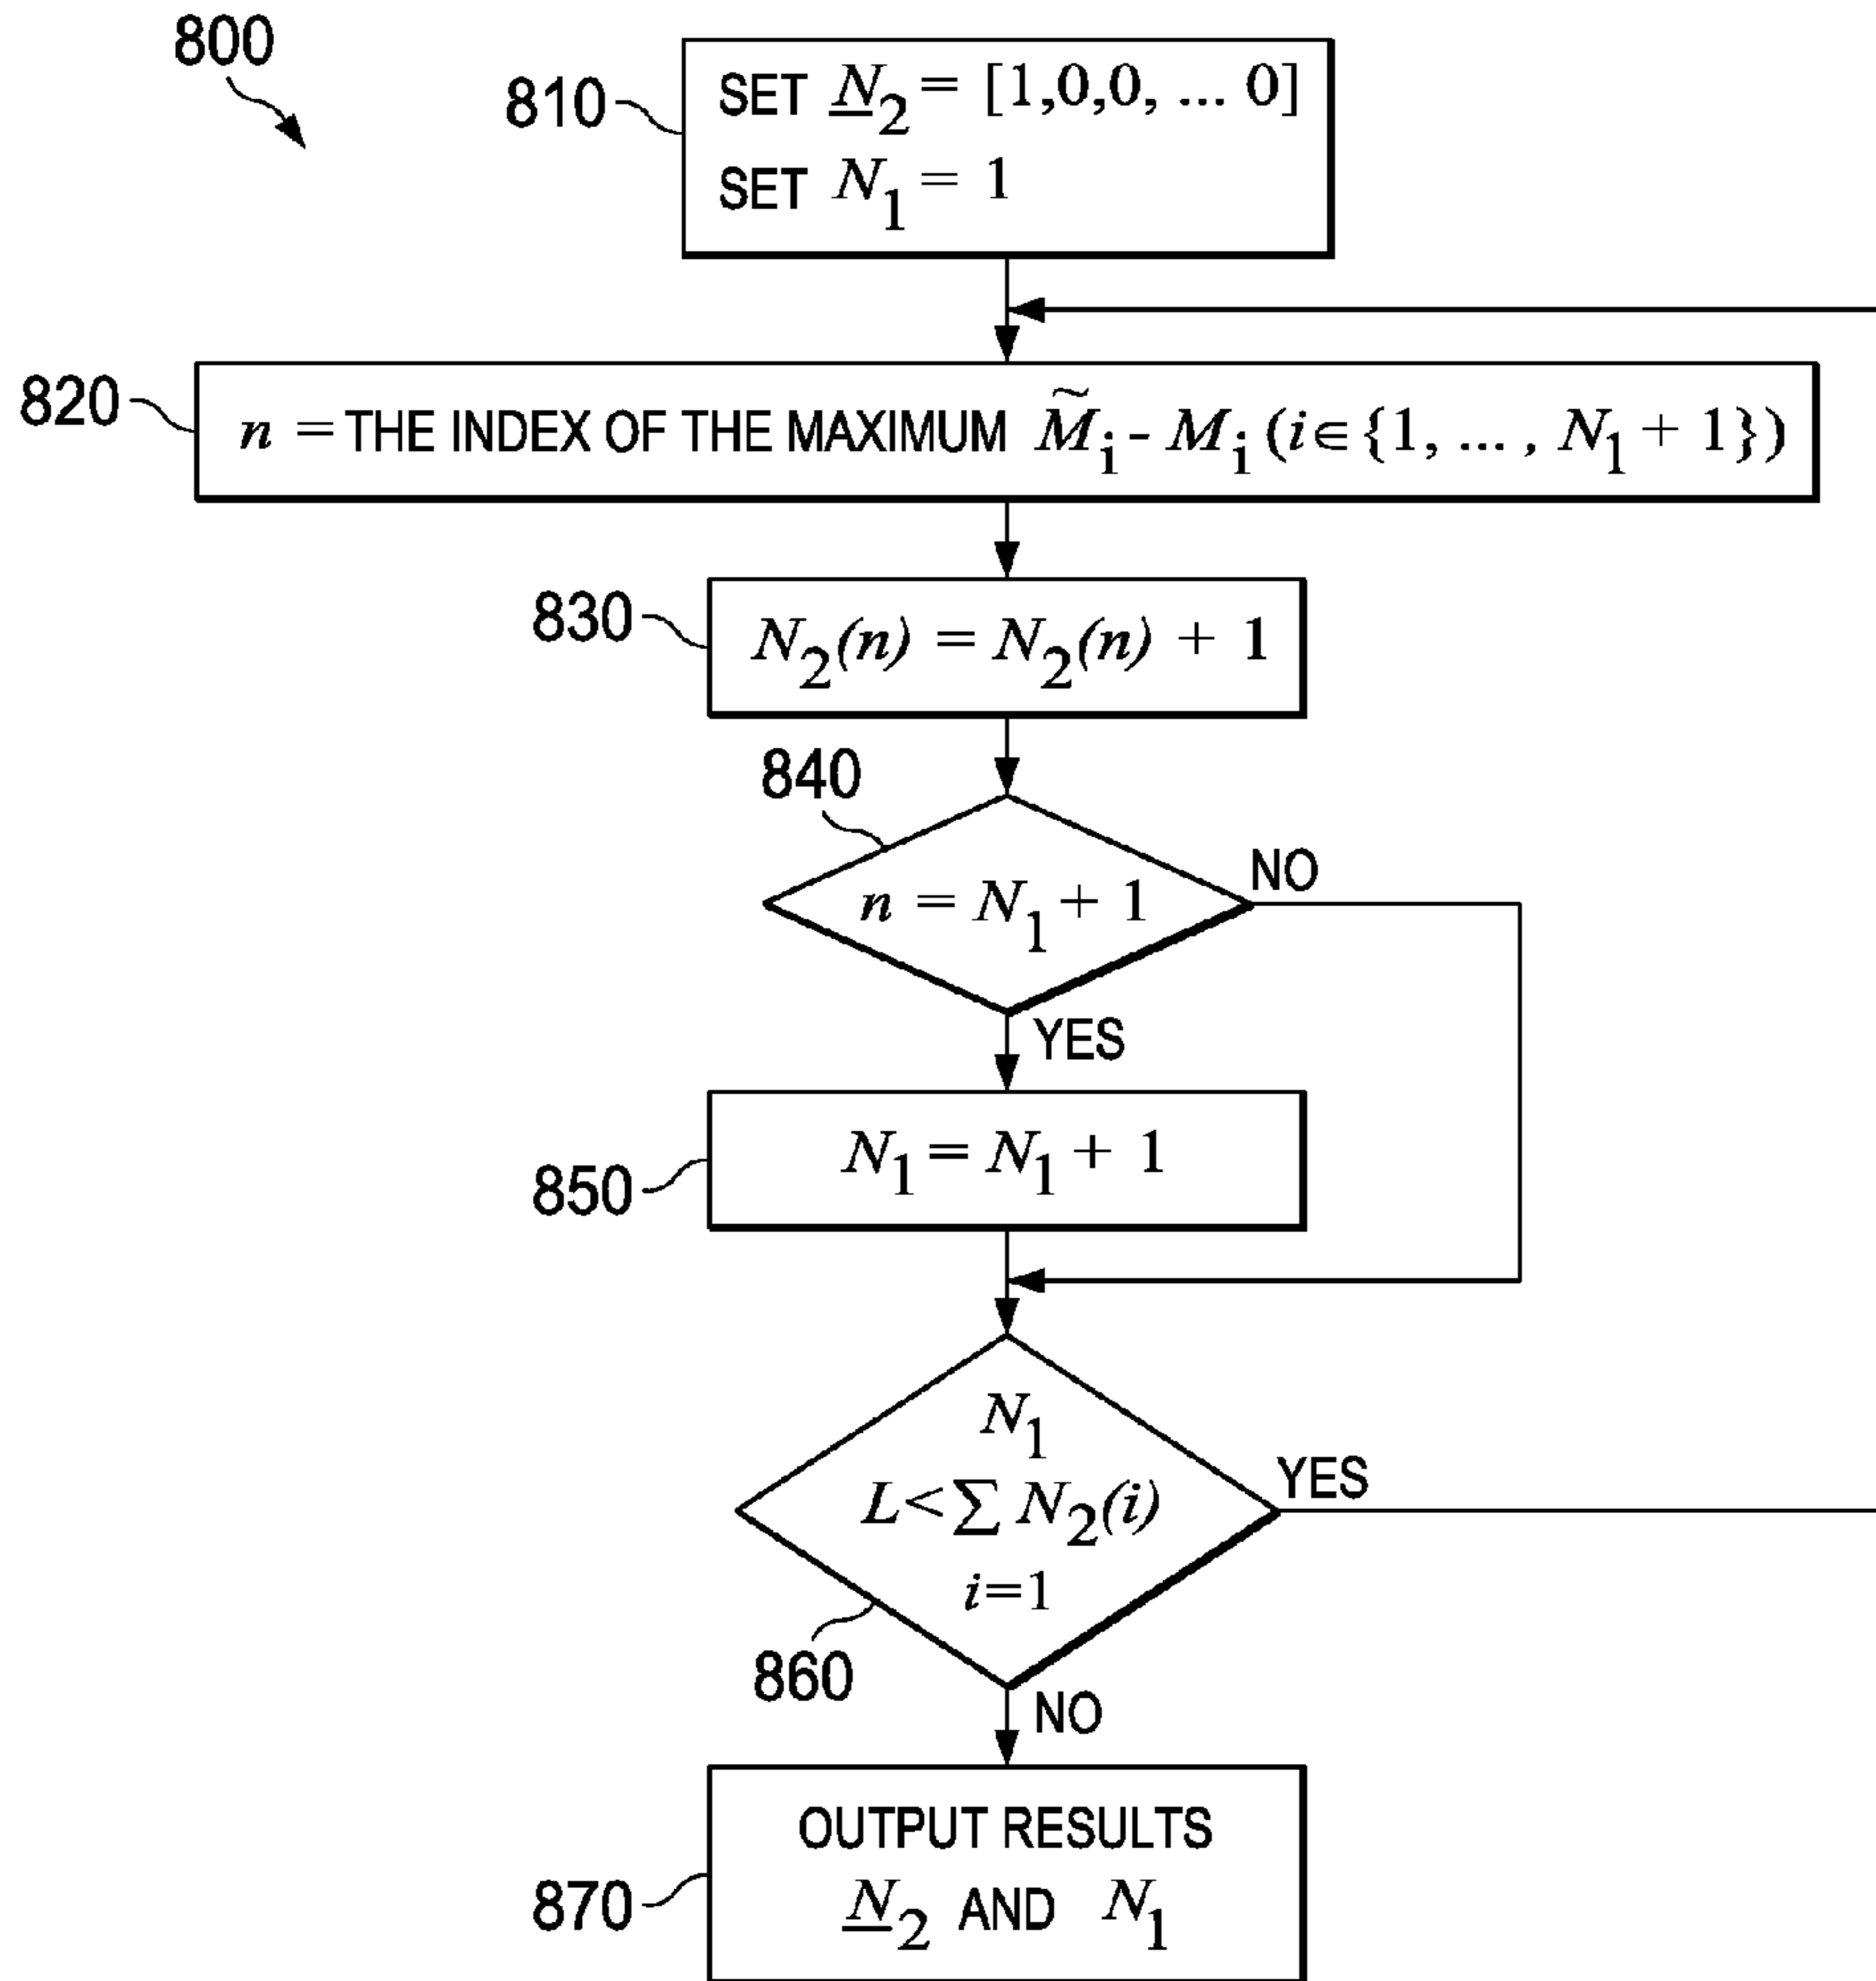 800
810
SET N₂ = [1,0,0, ... 0]
SET N₁ = 1
820
n = THE INDEX OF THE MAXIMUM M̃ᵢ - Mᵢ (i∈{1, ... , N₁ + 1})
830
N₂(n) = N₂(n) + 1
840
n = N₁ + 1
NO
YES
850
N₁ = N₁ + 1
N₁
L < ∑ N₂(i)
i=1
YES
860
NO
OUTPUT RESULTS
870
N₂ AND N₁